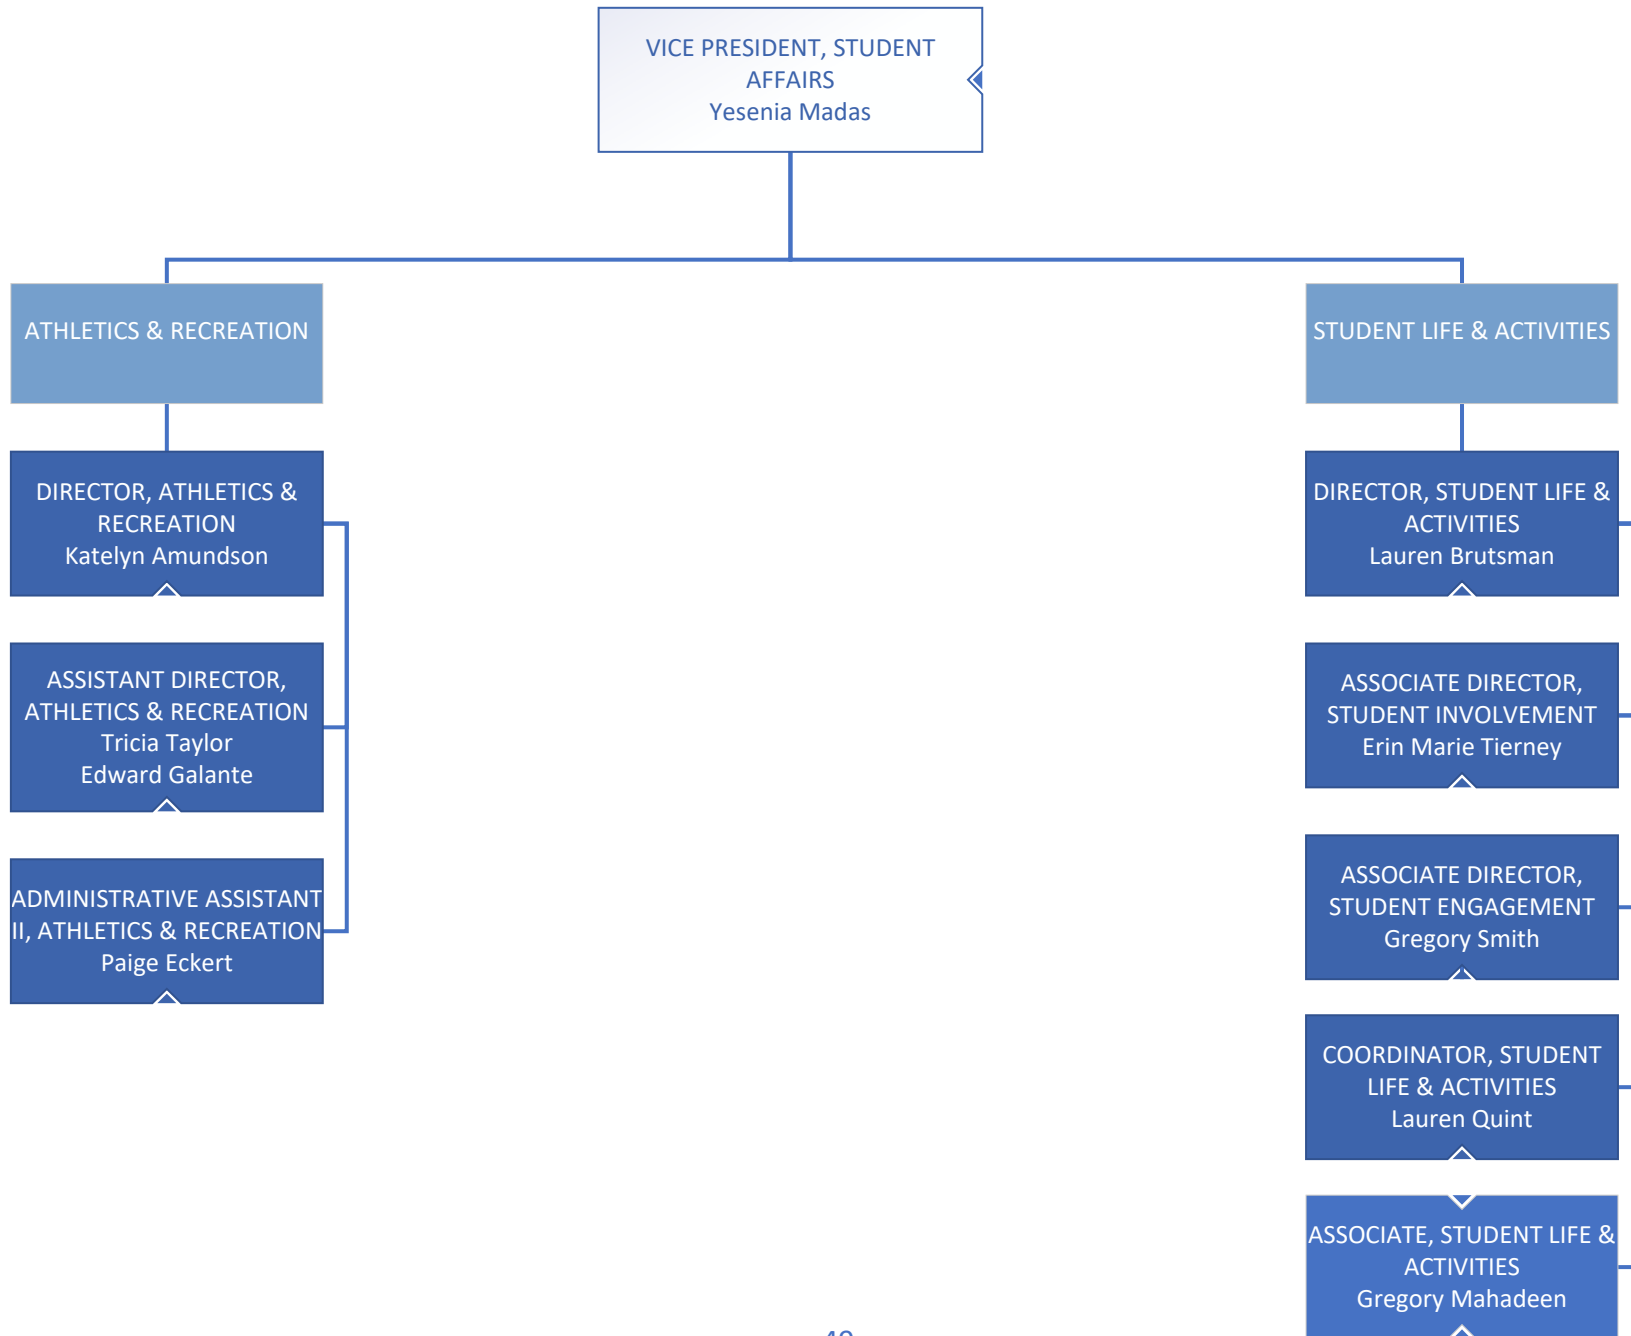 VICE PRESIDENT, STUDENT
AFFAIRS
Yesenia Madas
ATHLETICS & RECREATION
DIRECTOR, ATHLETICS &
RECREATION
Katelyn Amundson
ASSISTANT DIRECTOR,
ATHLETICS & RECREATION
Tricia Taylor
Edward Galante
ADMINISTRATIVE ASSISTANT
II, ATHLETICS & RECREATION
Paige Eckert
STUDENT LIFE & ACTIVITIES
DIRECTOR, STUDENT LIFE &
ACTIVITIES
Lauren Brutsman
ASSOCIATE DIRECTOR,
STUDENT INVOLVEMENT
Erin Marie Tierney
ASSOCIATE DIRECTOR,
STUDENT ENGAGEMENT
Gregory Smith
COORDINATOR, STUDENT
LIFE & ACTIVITIES
Lauren Quint
ASSOCIATE, STUDENT LIFE &
ACTIVITIES
Gregory Mahadeen